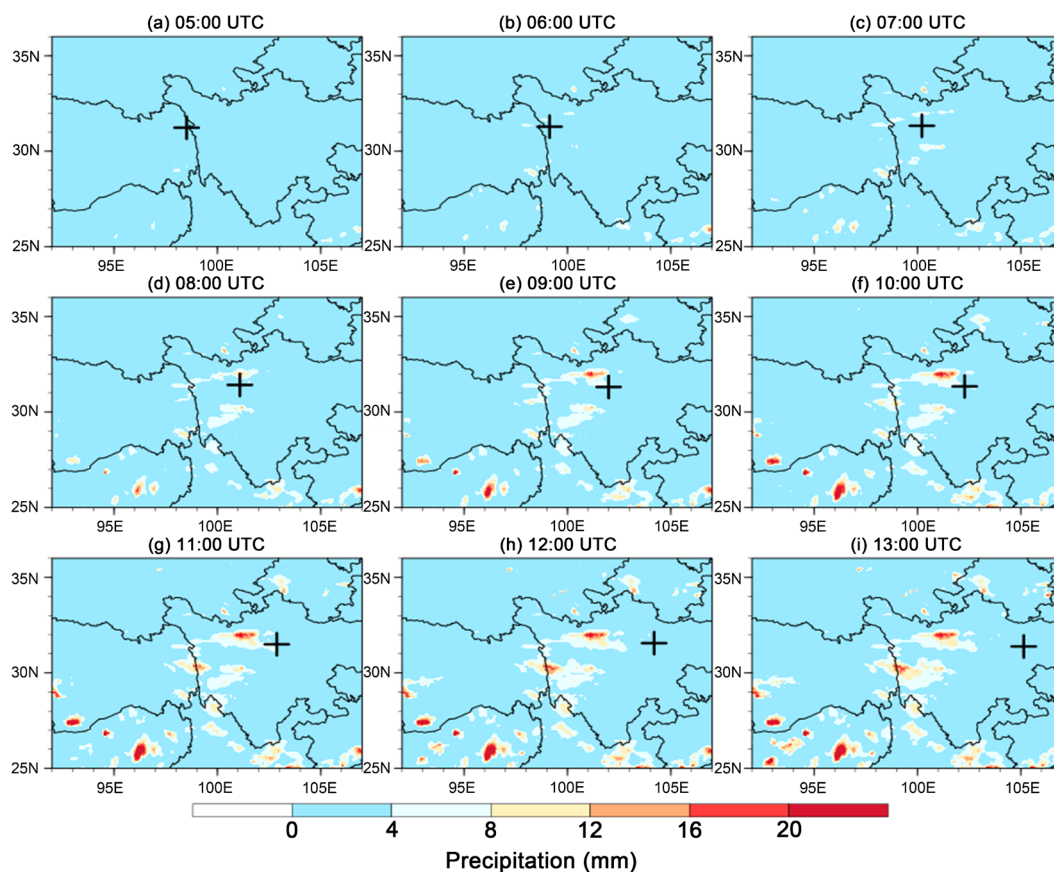 (a) 05:00 UTC (b) 06:00 UTC (c) 07:00 UTC
35N 35N 35N
30N 30N 30N
25N 25N 25N
95E 100E 105E 95E 100E 105E 95E 100E 105E
(d) 08:00 UTC (e) 09:00 UTC (f) 10:00 UTC
35N 35N 35N
30N 30N 30N
25N 25N 25N
95E 100E 105E 95E 100E 105E 95E 100E 105E
(g) 11:00 UTC (h) 12:00 UTC (i) 13:00 UTC
35N 35N 35N
30N 30N 30N
25N 25N 25N
95E 100E 105E 95E 100E 105E 95E 100E 105E
0 4 8 12 16 20
Precipitation (mm)